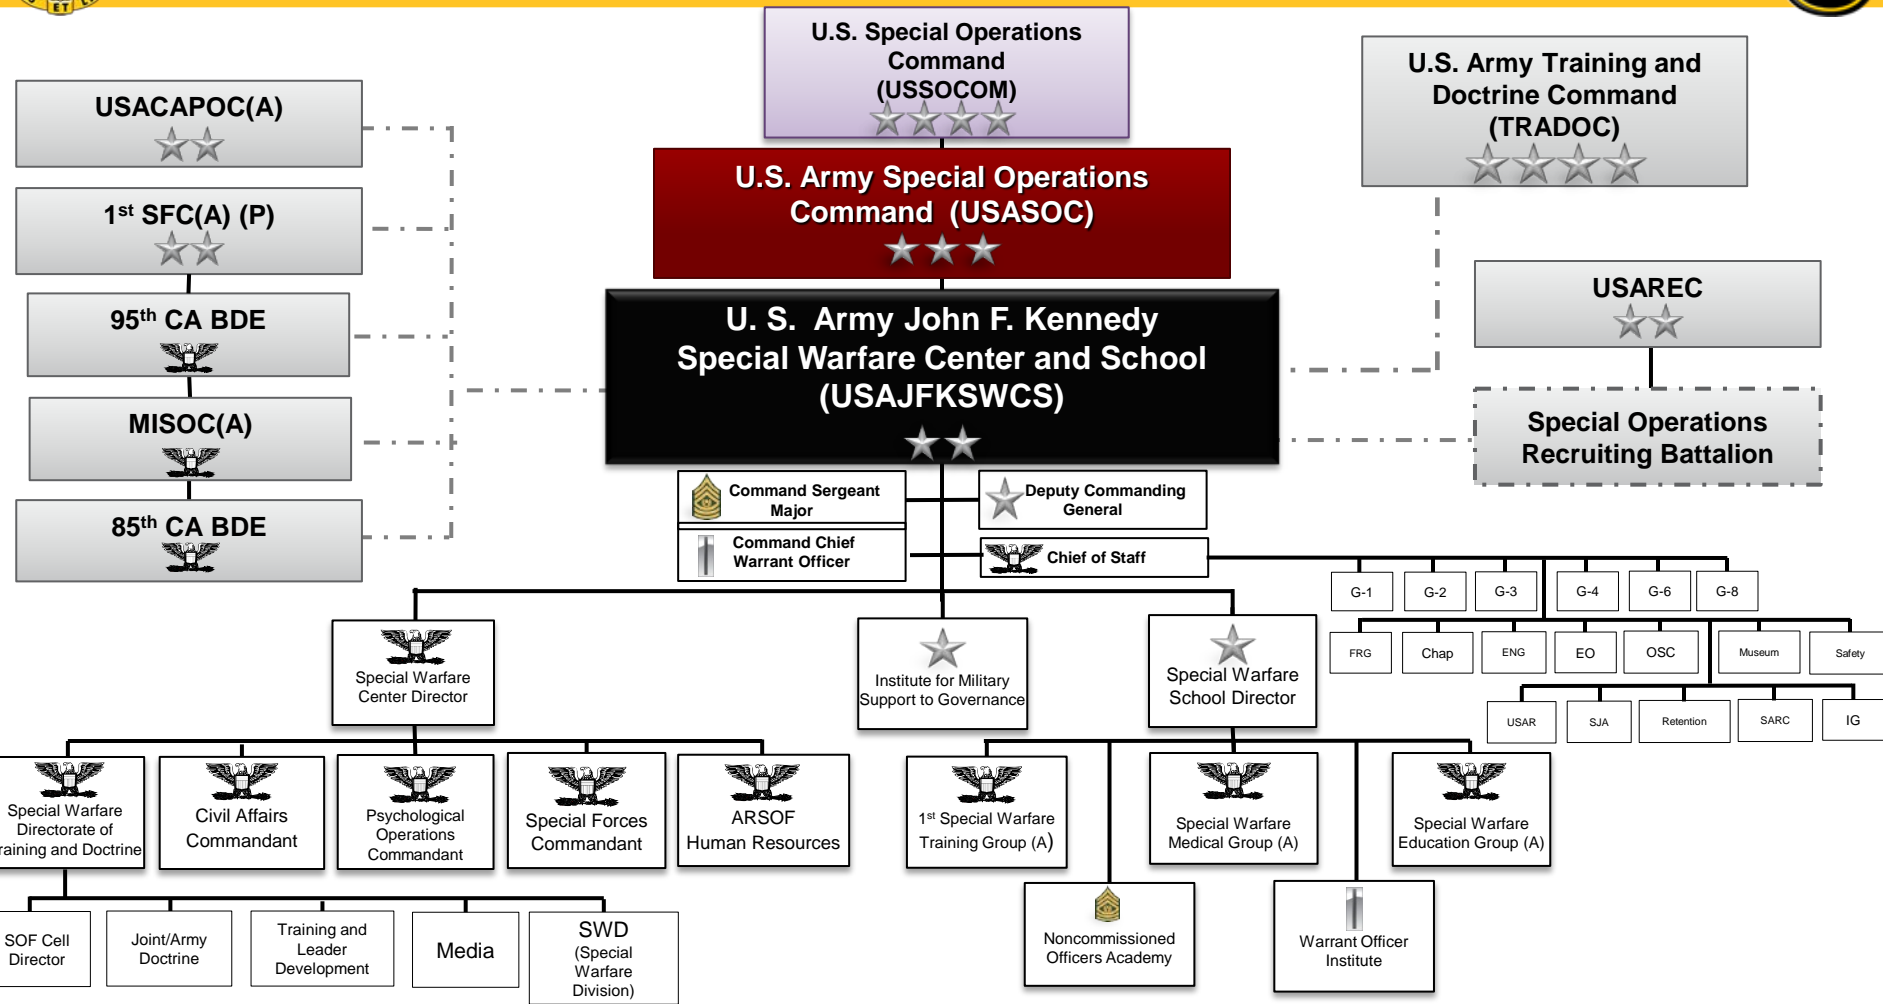 ET
U.S. Special Operations
Command
(USSOCOM)
U.S. Army Training and
Doctrine Command
(TRADOC)
USACAPOC(A)
U.S. Army Special Operations
Command (USASOC)
1st SFC(A) (P)
USAREC
95th CA BDE
U. S. Army John F. Kennedy
Special Warfare Center and School
(USAJFKSWCS)
MISOC(A)
Special Operations
Recruiting Battalion
85th CA BDE
Command Sergeant
Major
Deputy Commanding
General
Command Chief
Warrant Officer
Chief of Staff
G-1
G-2
G-3
G-4
G-6
G-8
FRG
Chap
ENG
EO
OSC
Museum
Safety
USAR
SJA
Retention
SARC
IG
Special Warfare
Center Director
Institute for Military
Support to Governance
Special Warfare
School Director
Special Warfare
Directorate of
raining and Doctrine
Civil Affairs
Commandant
Psychological
Operations
Commandant
Special Forces
Commandant
ARSOF
Human Resources
1st Special Warfare
Training Group (A)
Special Warfare
Medical Group (A)
Special Warfare
Education Group (A)
SOF Cell
Director
Joint/Army
Doctrine
Training and
Leader
Development
Media
SWD
(Special
Warfare
Division)
Noncommissioned
Officers Academy
Warrant Officer
Institute